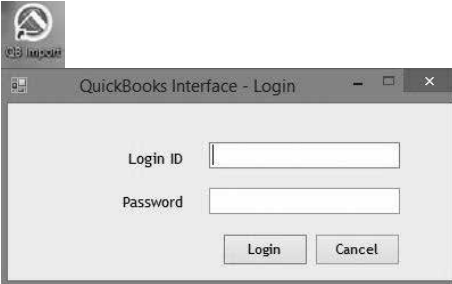 QB Import
QuickBooks Interface - Login
Login ID
Password
Login Cancel